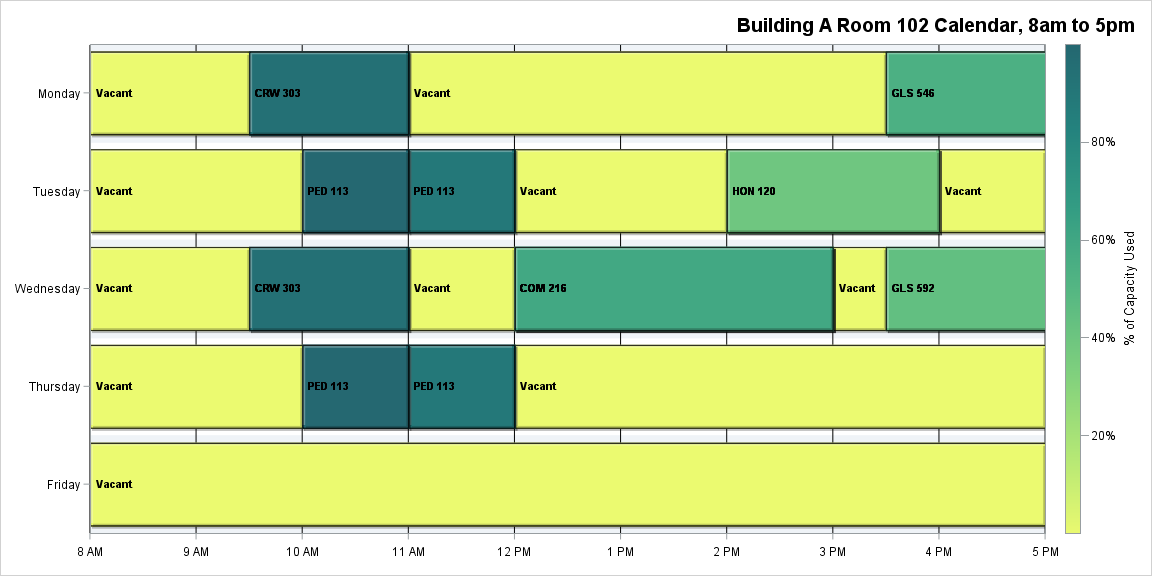 Building A Room 102 Calendar, 8am to 5pm
Monday
Vacant
CRW 303
Vacant
GLS 546
Tuesday
Vacant
PED 113
PED 113
Vacant
HON 120
Vacant
Wednesday
Vacant
CRW 303
Vacant
COM 216
Vacant
GLS 592
Thursday
Vacant
PED 113
PED 113
Vacant
Friday
Vacant
8 AM
9 AM
10 AM
11 AM
12 PM
1 PM
2 PM
3 PM
4 PM
5 PM
80%
60%
40%
20%
% of Capacity Used